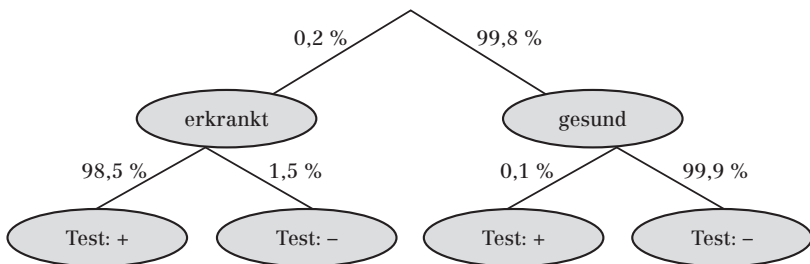 0,2 % 99,8 %
erkrankt gesund
98,5 % 1,5 % 0,1 % 99,9 %
Test: + Test: – Test: + Test: –